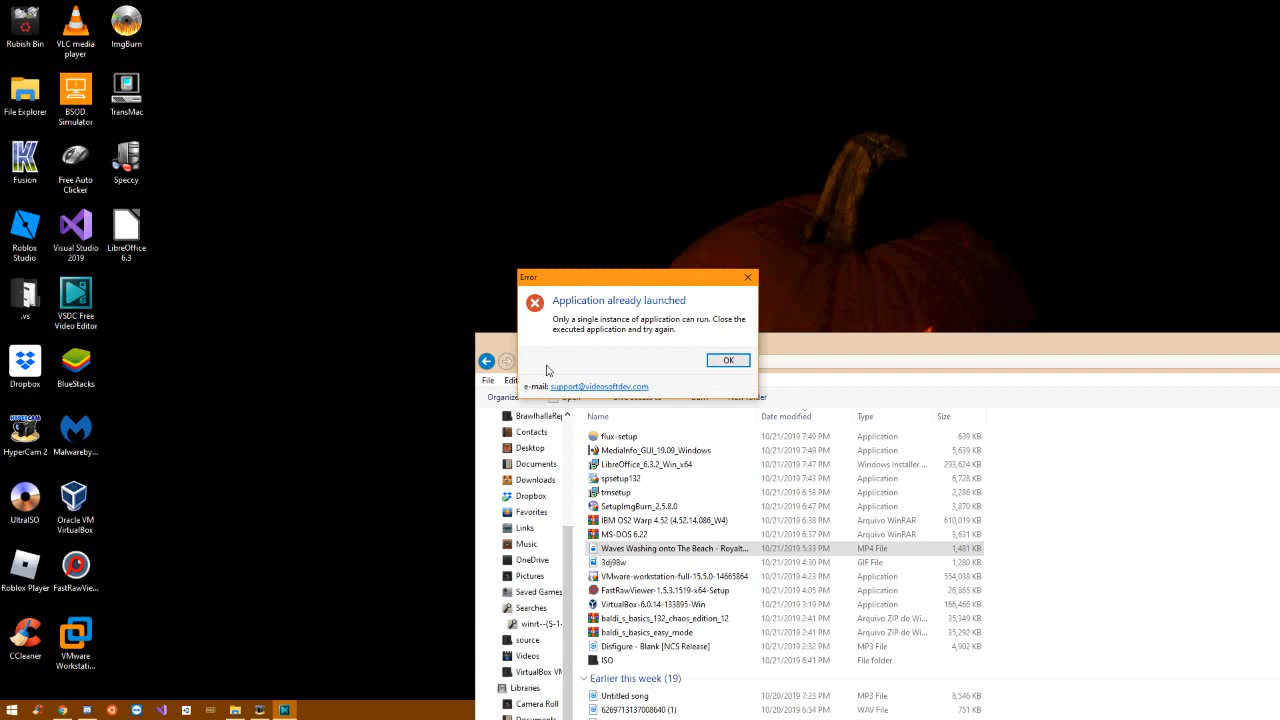 Rubish Bin
VLC media
player
ImgBurn
File Explorer
BSOD
Simulator
TransMac
Fusion
Free Auto
Clicker
Speccy
Roblox
Studio
Visual Studio
2019
LibreOffice
6.3
.vs
VSDC Free
Video Editor
Dropbox
BlueStacks
HyperCam 2
Malwareby...
UltraISO
Oracle VM
VirtualBox
Roblox Player
FastRawVie...
CCleaner
VMware
Workstati...
Error
Application already launched
Only a single instance of application can run. Close the
executed application and try again.
OK
e-mail: support@videosoftdev.com
File
Name
Date modified
Type
Size
BrawlhallaRep
Contacts
Desktop
Documents
Downloads
Dropbox
Favorites
Links
Music
OneDrive
Pictures
Saved Games
Searches
winrt--{S-1-
source
Videos
VirtualBox VM
Libraries
Camera Roll
flux-setup 10/21/2019 7:49 PM Application 639 KB
MediaInfo_GUI_19.09_Windows 10/21/2019 7:49 PM Application 5,639 KB
LibreOffice_6.3.2_Win_x64 10/21/2019 7:47 PM Windows Installer ... 293,624 KB
spsetup132 10/21/2019 7:43 PM Application 6,728 KB
tmsetup 10/21/2019 6:53 PM Application 2,286 KB
SetupImgBurn_2.5.8.0 10/21/2019 6:47 PM Application 3,870 KB
IBM OS2 Warp 4.52 (4.52.14.086_W4) 10/21/2019 6:38 PM Arquivo WinRAR 610,019 KB
MS-DOS 6.22 10/21/2019 6:38 PM Arquivo WinRAR 3,631 KB
Waves Washing onto The Beach - Royalt... 10/21/2019 5:33 PM MP4 File 1,481 KB
3dj98w 10/21/2019 4:30 PM GIF File 1,280 KB
VMware-workstation-full-15.5.0-14665864 10/21/2019 4:23 PM Application 554,038 KB
FastRawViewer-1.5.3.1519-x64-Setup 10/21/2019 4:05 PM Application 26,865 KB
VirtualBox-6.0.14-133895-Win 10/21/2019 3:19 PM Application 166,466 KB
baldi_s_basics_132_chaos_edition_12 10/21/2019 2:41 PM Arquivo ZIP do Wi... 35,349 KB
baldi_s_basics_easy_mode 10/21/2019 2:41 PM Arquivo ZIP do Wi... 35,292 KB
Disfigure - Blank [NCS Release] 10/21/2019 2:32 PM MP3 File 4,902 KB
ISO 10/21/2019 6:41 PM File folder
Earlier this week (19)
Untitled song 10/20/2019 7:23 PM MP3 File 8,546 KB
6269713137008640 (1) 10/20/2019 6:54 PM WAV File 751 KB